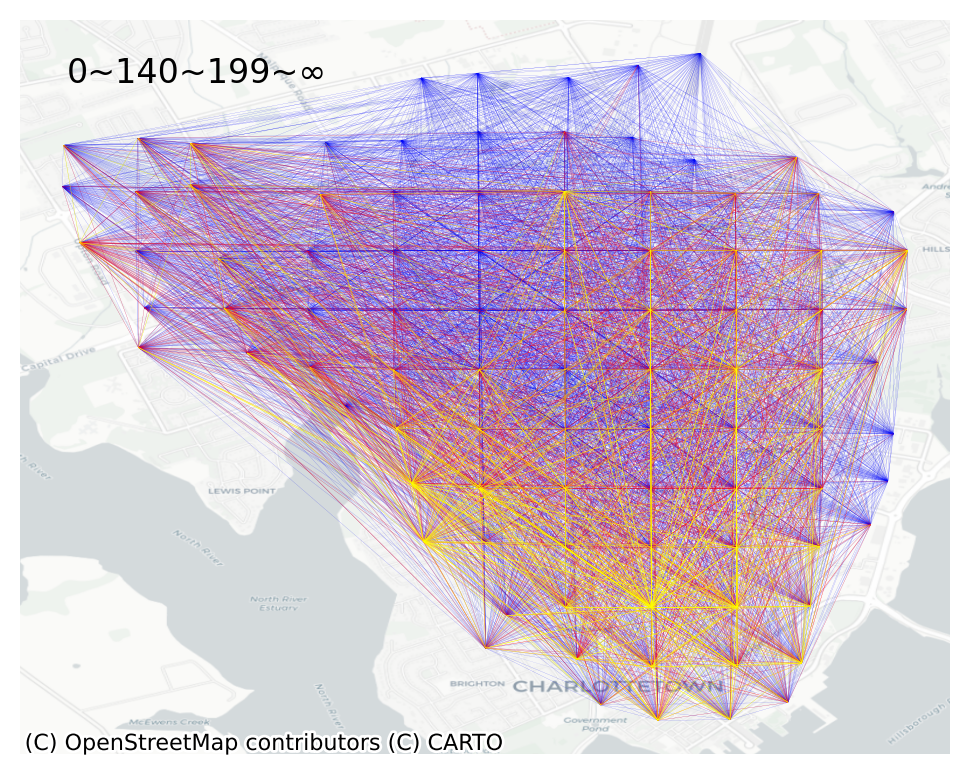 0~140~199~∞
HILLS
Capital Drive
LEWIS POINT
North River
North River
Estuary
North River
BRIGHTON
CHARLOTTETOWN
Government
Pond
McEwens Creek
Hillsborough
(C) OpenStreetMap contributors (C) CARTO